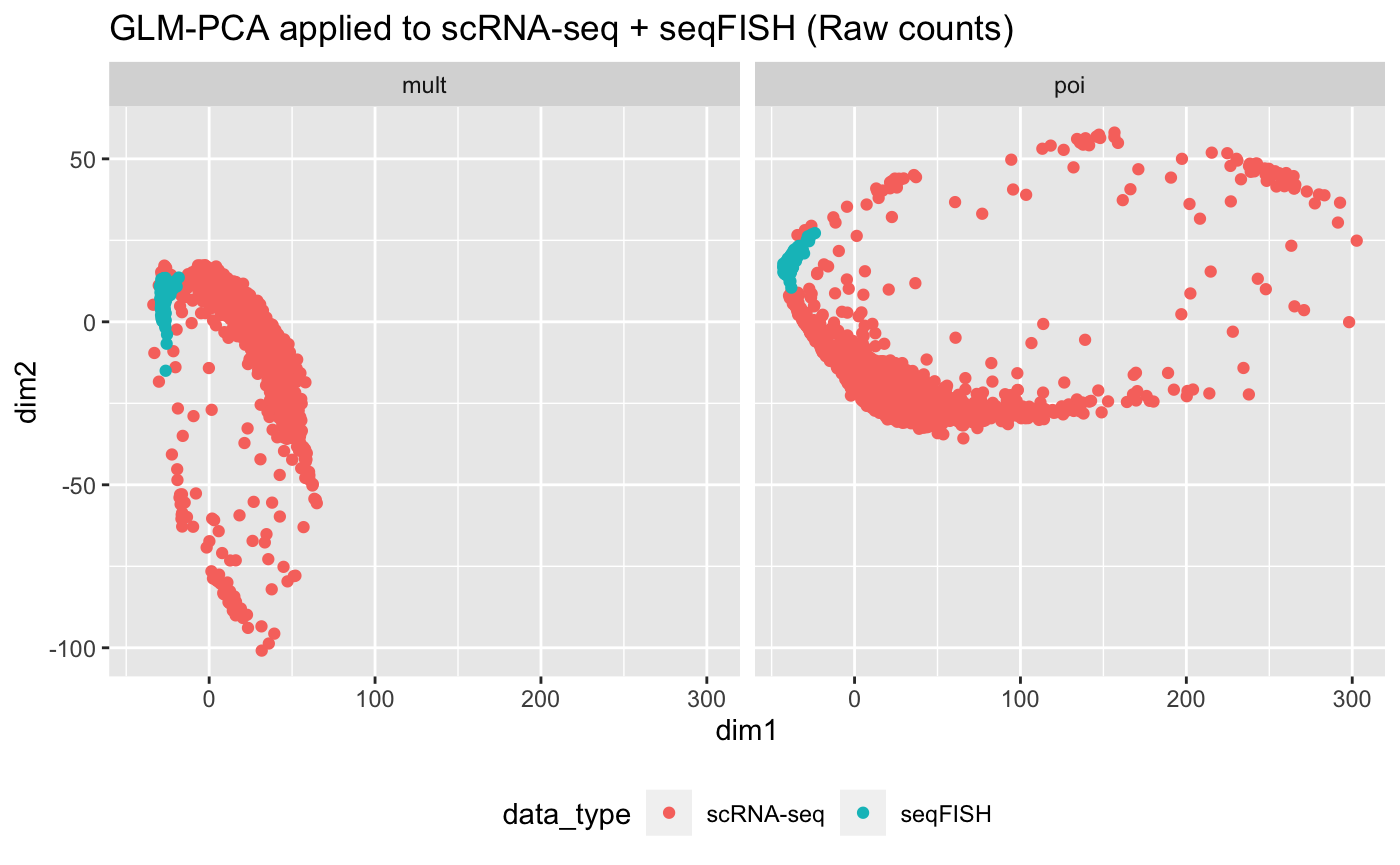 GLM-PCA applied to scRNA-seq + seqFISH (Raw counts)
mult poi
50
0
-50
-100
dim2
0 100 200 300 0 100 200 300
dim1
data_type scRNA-seq seqFISH